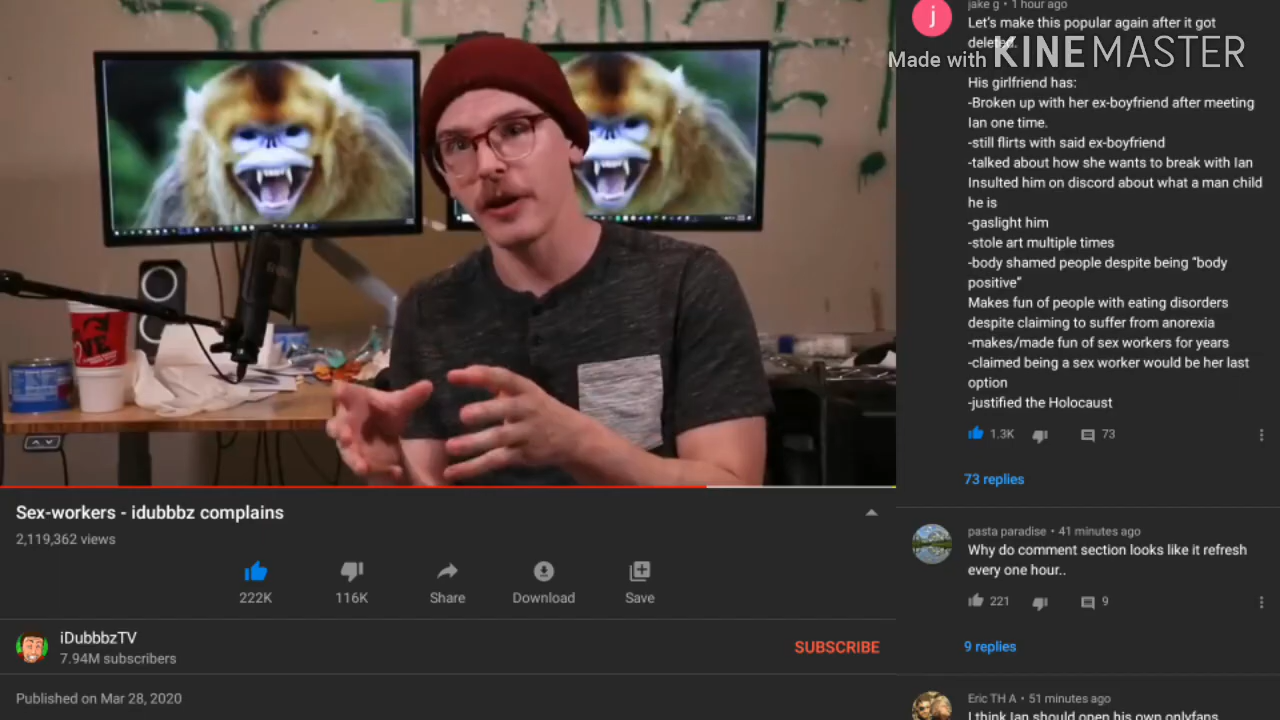 jake g • 1 hour ago
Let's make this popular again after it got
deleted.
Made with KINEMASTER
His girlfriend has:
-Broken up with her ex-boyfriend after meeting
Ian one time.
-still flirts with said ex-boyfriend
-talked about how she wants to break with Ian
Insulted him on discord about what a man child
he is
-gaslight him
-stole art multiple times
-body shamed people despite being “body
positive”
Makes fun of people with eating disorders
despite claiming to suffer from anorexia
-makes/made fun of sex workers for years
-claimed being a sex worker would be her last
option
-justified the Holocaust
1.3K 73
73 replies
pasta paradise • 41 minutes ago
Why do comment section looks like it refresh
every one hour..
221 9
9 replies
Eric TH A • 51 minutes ago
I think Ian should open his own onlyfans
Sex-workers - idubbbz complains
2,119,362 views
222K 116K Share Download Save
iDubbbzTV
7.94M subscribers
SUBSCRIBE
Published on Mar 28, 2020